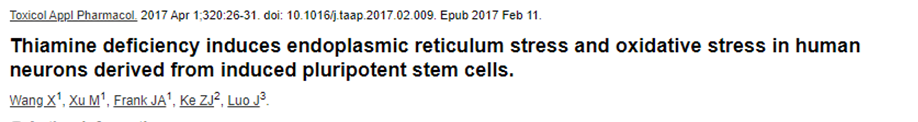 Toxicol Appl Pharmacol. 2017 Apr 1;320:26-31. doi: 10.1016/j.taap.2017.02.009. Epub 2017 Feb 11.
Thiamine deficiency induces endoplasmic reticulum stress and oxidative stress in human
neurons derived from induced pluripotent stem cells.
Wang X1, Xu M1, Frank JA1, Ke ZJ2, Luo J3.